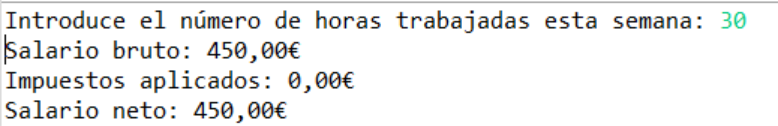 Introduce el número de horas trabajadas esta semana: 30
Salario bruto: 450,00€
Impuestos aplicados: 0,00€
Salario neto: 450,00€